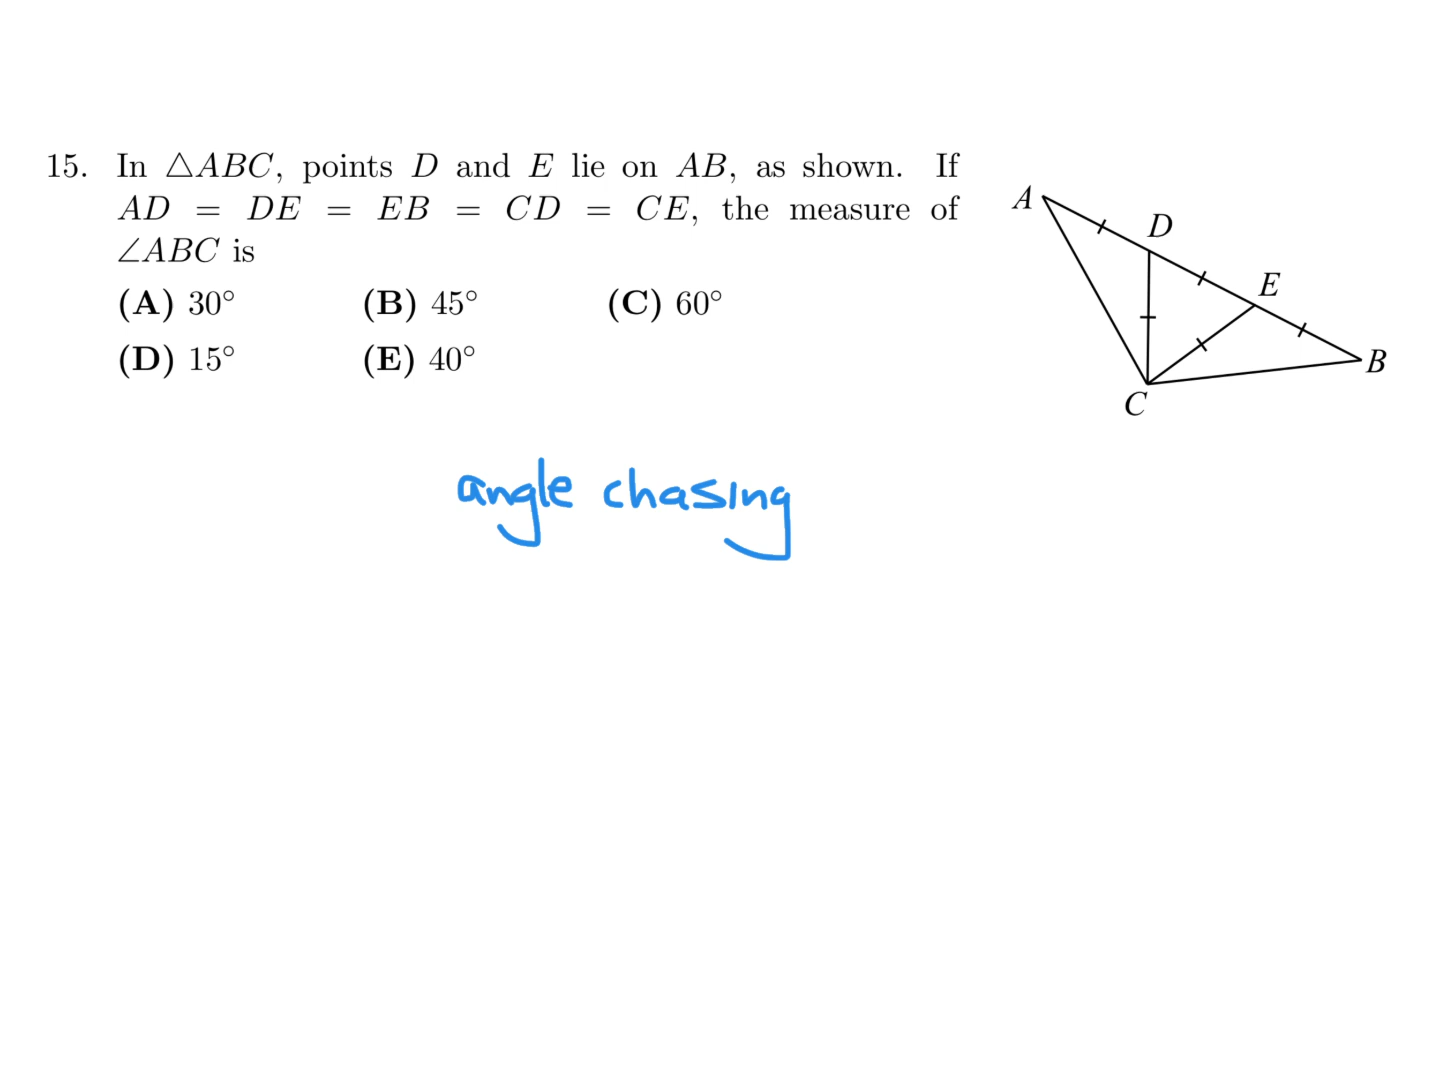 15. In △ABC, points D and E lie on AB, as shown. If
AD = DE = EB = CD = CE, the measure of
∠ABC is
(A) 30° (B) 45° (C) 60°
(D) 15° (E) 40°
A
D
E
B
C
angle chasing